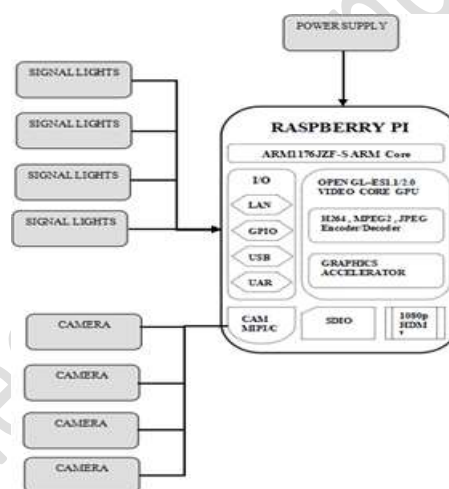 POWER SUPPLY
SIGNAL LIGHTS
SIGNAL LIGHTS
SIGNAL LIGHTS
SIGNAL LIGHTS
RASPBERRY PI
ARM1176JZF-S ARM Core
I/O
LAN
GPIO
USB
UAR
OPEN GL-ES1.1/2.0
VIDEO CORE GPU
H264 , MPEG2 , JPEG
Encoder/Decoder
GRAPHICS
ACCELERATOR
CAM
MIPI/C
SDIO
1080p
HDM
CAMERA
CAMERA
CAMERA
CAMERA